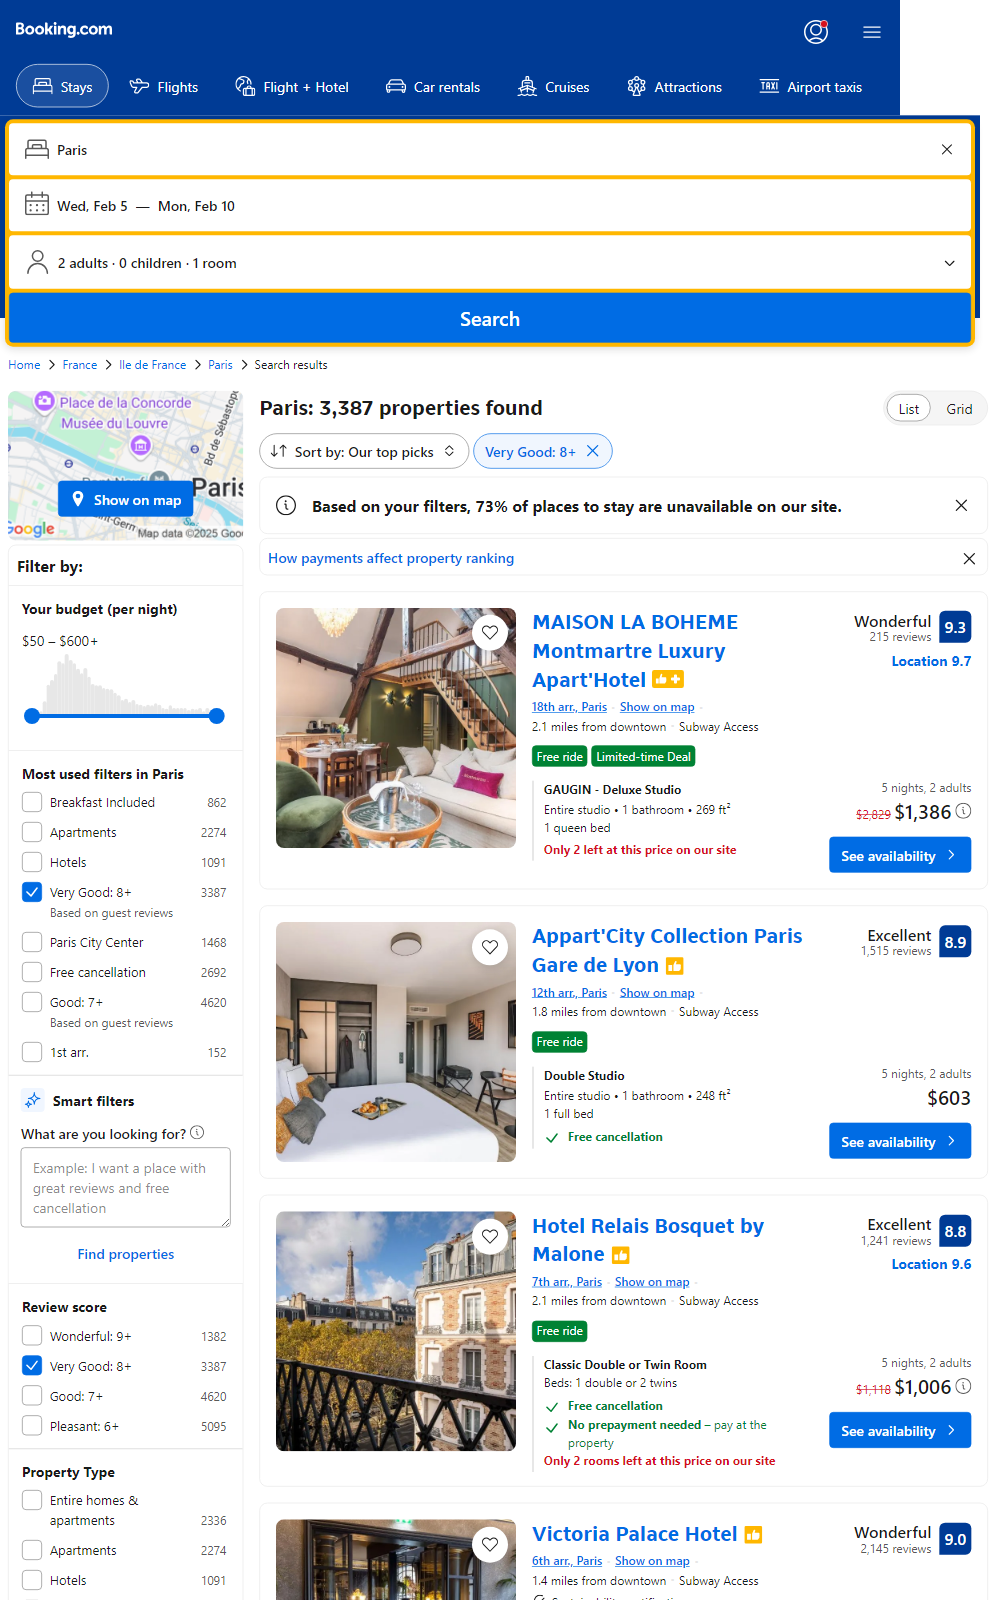 Booking.com
Stays
Flights
Flight + Hotel
Car rentals
Cruises
Attractions
TAXI
Airport taxis
Paris
Wed, Feb 5 — Mon, Feb 10
2 adults · 0 children · 1 room
Search
Home > France > Ile de France > Paris > Search results
Place de la Concorde
Musée du Louvre
Bd de Sébastopol
Paris
Show on map
Google
Map data ©2025
Filter by:
Your budget (per night)
$50 – $600+
Most used filters in Paris
Breakfast Included 862
Apartments 2274
Hotels 1091
Very Good: 8+ 3387
Based on guest reviews
Paris City Center 1468
Free cancellation 2692
Good: 7+ 4620
Based on guest reviews
1st arr. 152
Smart filters
What are you looking for?
Example: I want a place with
great reviews and free
cancellation
Find properties
Review score
Wonderful: 9+ 1382
Very Good: 8+ 3387
Good: 7+ 4620
Pleasant: 6+ 5095
Property Type
Entire homes &
apartments 2336
Apartments 2274
Hotels 1091
Paris: 3,387 properties found
List
Grid
Sort by: Our top picks
Very Good: 8+
Based on your filters, 73% of places to stay are unavailable on our site.
How payments affect property ranking
MAISON LA BOHEME
Montmartre Luxury
Apart'Hotel
Wonderful 9.3
215 reviews
Location 9.7
18th arr., Paris · Show on map ·
2.1 miles from downtown · Subway Access
Free ride
Limited-time Deal
GAUGIN - Deluxe Studio
Entire studio • 1 bathroom • 269 ft²
1 queen bed
Only 2 left at this price on our site
5 nights, 2 adults
$2,829 $1,386
See availability
Appart'City Collection Paris
Gare de Lyon
Excellent 8.9
1,515 reviews
12th arr., Paris · Show on map ·
1.8 miles from downtown · Subway Access
Free ride
Double Studio
Entire studio • 1 bathroom • 248 ft²
1 full bed
Free cancellation
5 nights, 2 adults
$603
See availability
Hotel Relais Bosquet by
Malone
Excellent 8.8
1,241 reviews
Location 9.6
7th arr., Paris · Show on map ·
2.1 miles from downtown · Subway Access
Free ride
Classic Double or Twin Room
Beds: 1 double or 2 twins
Free cancellation
No prepayment needed – pay at the
property
Only 2 rooms left at this price on our site
5 nights, 2 adults
$1,118 $1,006
See availability
Victoria Palace Hotel
Wonderful 9.0
2,145 reviews
6th arr., Paris · Show on map ·
1.4 miles from downtown · Subway Access